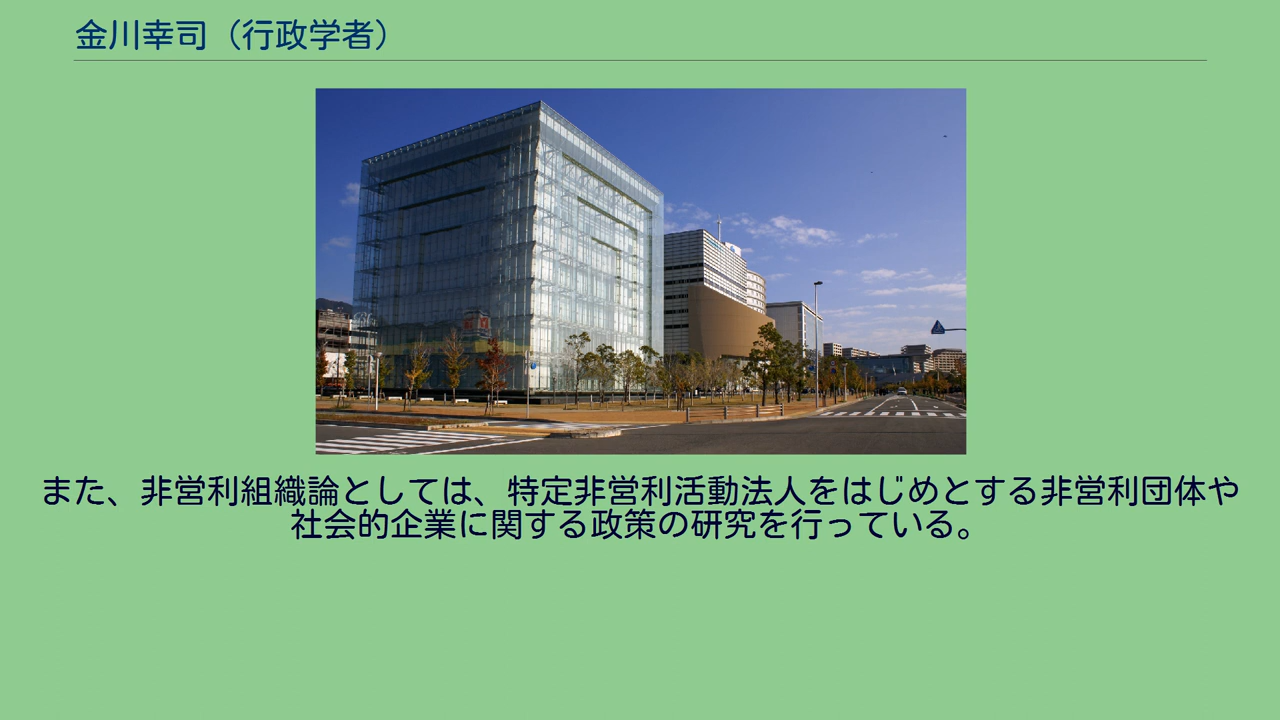 金川幸司（行政学者）
また、非営利組織論としては、特定非営利活動法人をはじめとする非営利団体や
社会的企業に関する政策の研究を行っている。